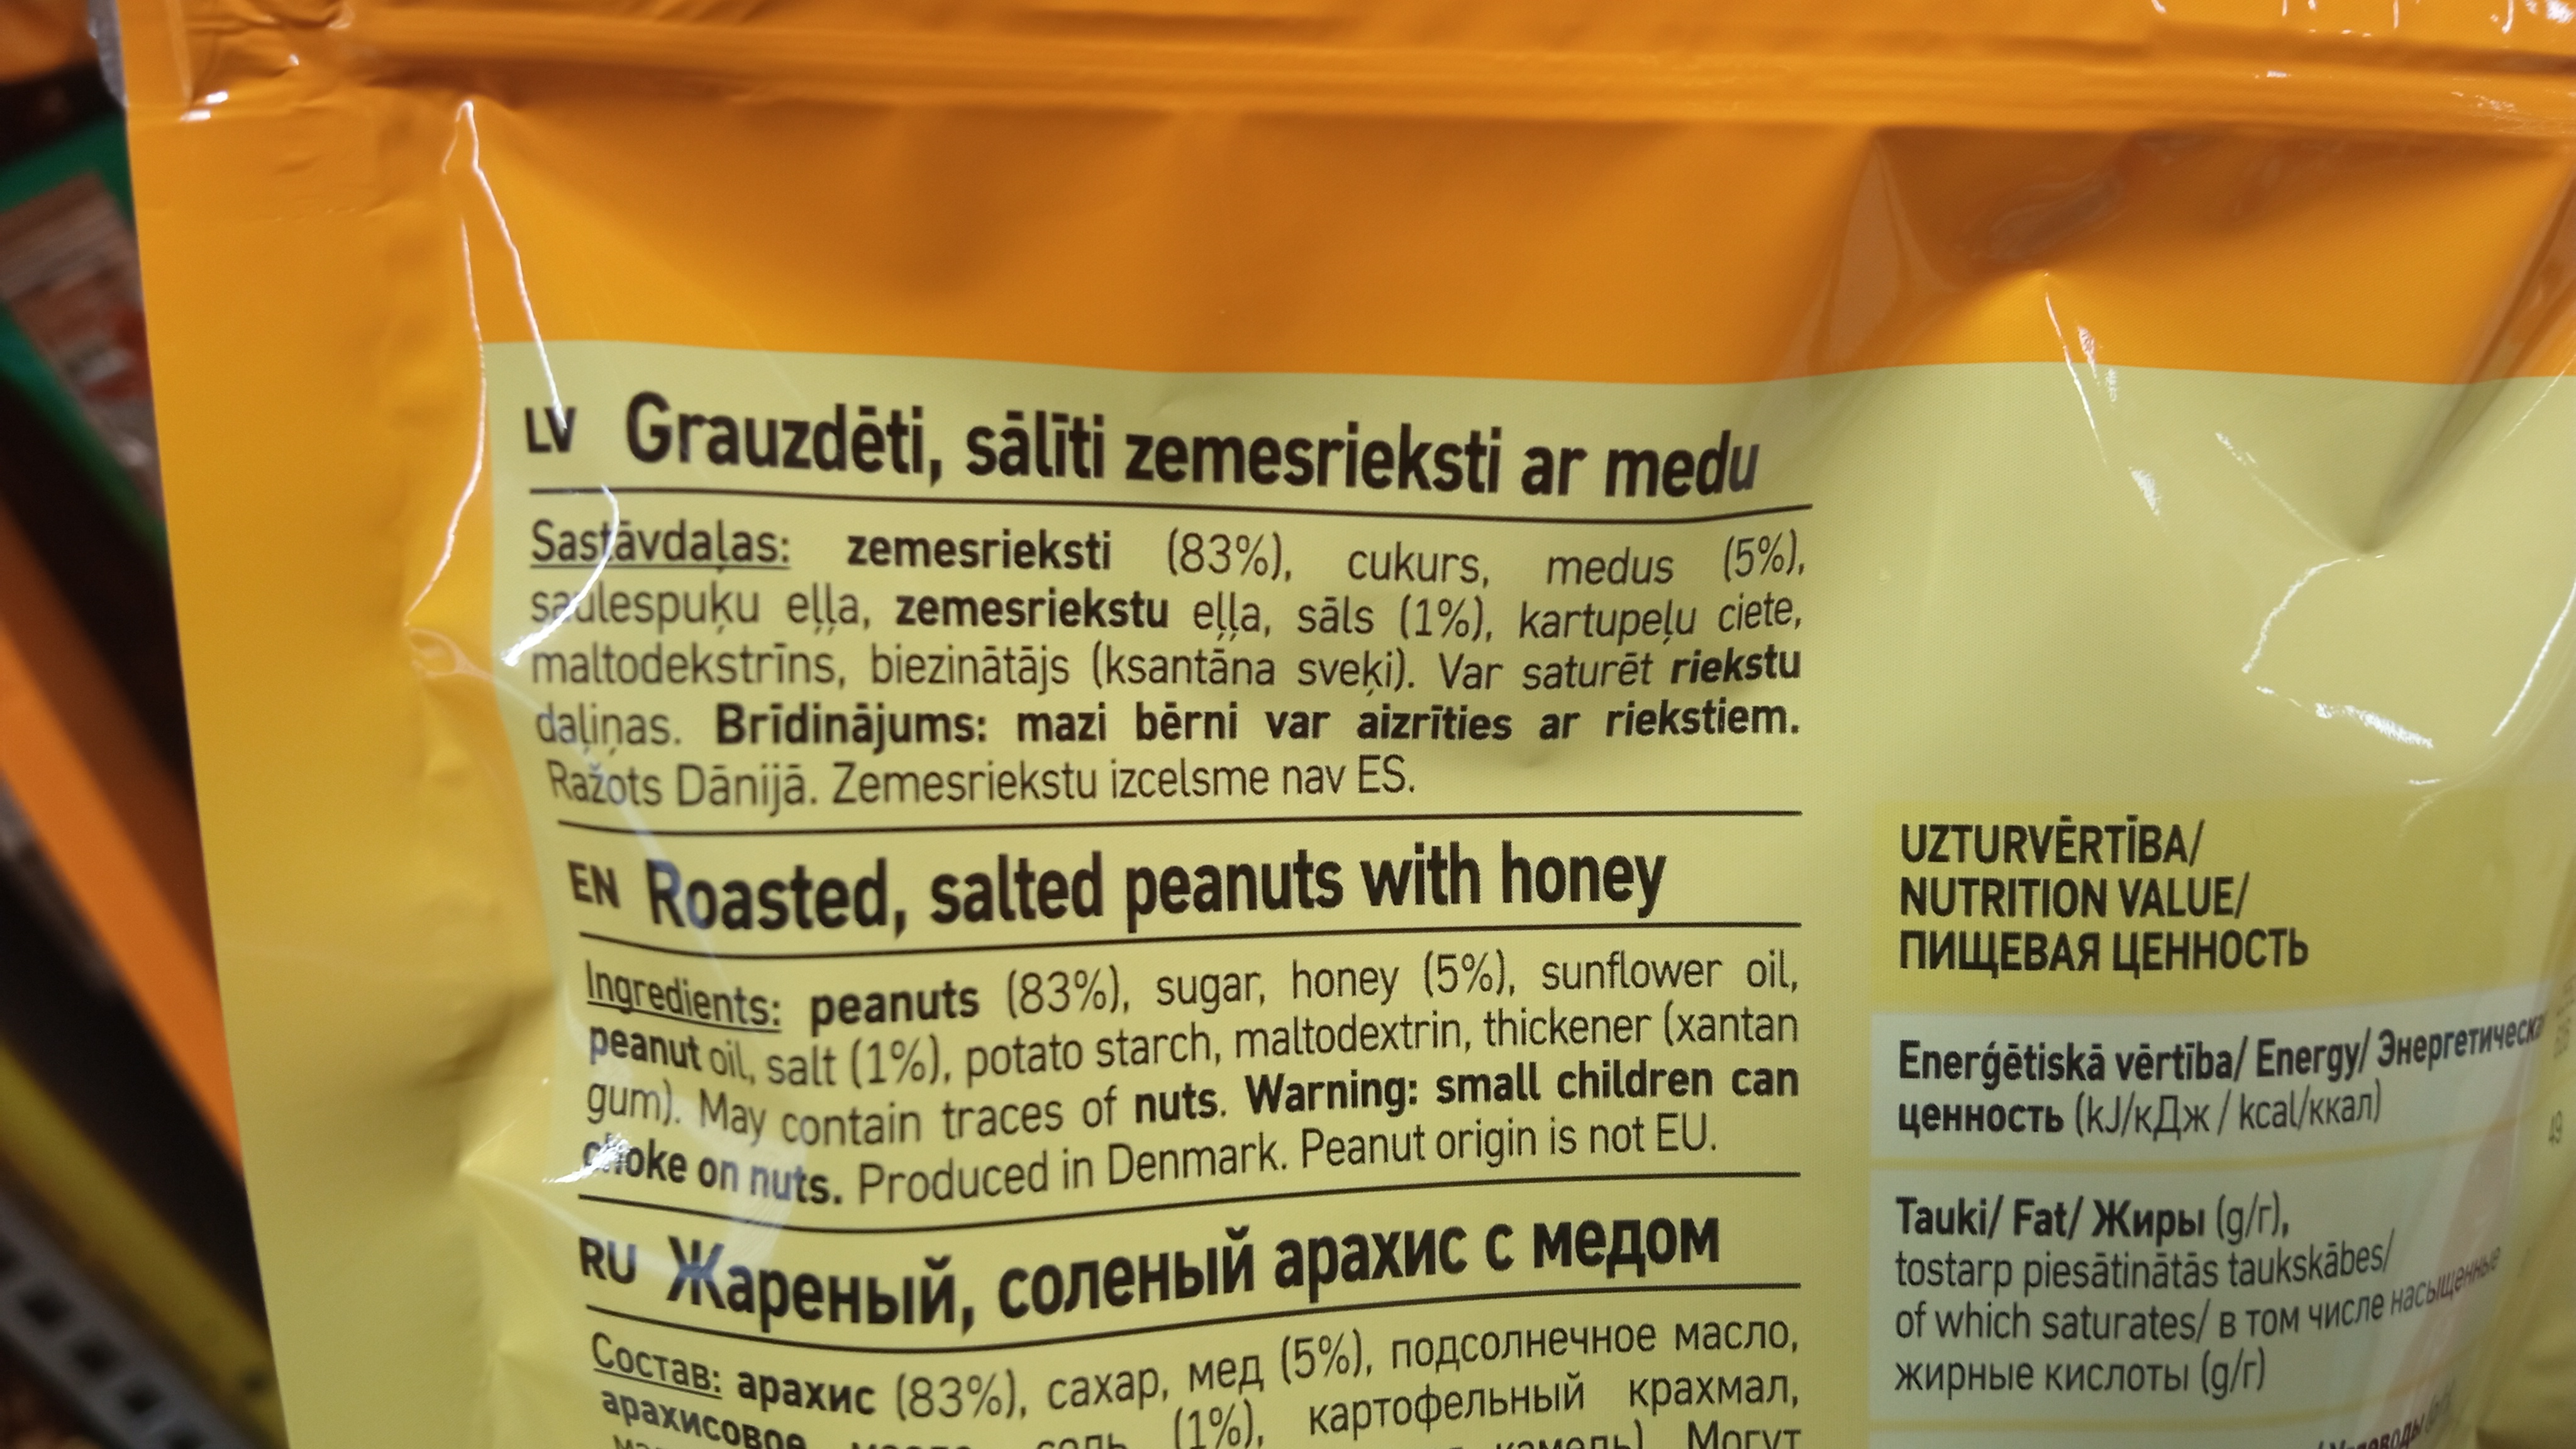 LV Grauzdēti, sālīti zemesrieksti ar medu
Sastāvdaļas: zemesrieksti (83%), cukurs, medus (5%),
saulespuķu eļļa, zemesriekstu eļļa, sāls (1%), kartupeļu ciete,
maltodekstrīns, biezinātājs (ksantāna sveķi). Var saturēt riekstu
daļiņas. Brīdinājums: mazi bērni var aizrīties ar riekstiem.
Ražots Dānijā. Zemesriekstu izcelsme nav ES.
EN Roasted, salted peanuts with honey
Ingredients: peanuts (83%), sugar, honey (5%), sunflower oil,
peanut oil, salt (1%), potato starch, maltodextrin, thickener (xantan
gum). May contain traces of nuts. Warning: small children can
choke on nuts. Produced in Denmark. Peanut origin is not EU.
RU Жареный, соленый арахис с медом
Состав: арахис (83%), сахар, мед (5%), подсолнечное масло,
арахисовое (1%), картофельный крахмал,
Могут
UZTURVĒRTĪBA/
NUTRITION VALUE/
ПИЩЕВАЯ ЦЕННОСТЬ
Enerģētiskā vērtība/ Energy/ Энергетическая
ценность (kJ/кДж / kcal/ккал)
Tauki/ Fat/ Жиры (g/г),
tostarp piesātinātās taukskābes/
of which saturates/ в том числе насыщенные
жирные кислоты (g/г)